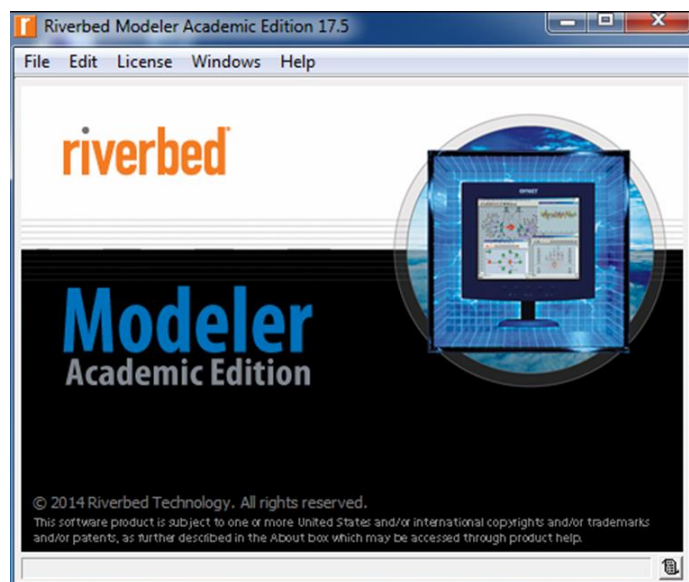 Riverbed Modeler Academic Edition 17.5
File Edit License Windows Help
riverbed
OPNET
Modeler
Academic Edition
© 2014 Riverbed Technology. All rights reserved.
This software product is subject to one or more United States and/or international copyrights and/or trademarks
and/or patents, as further described in the About box which may be accessed through product help.